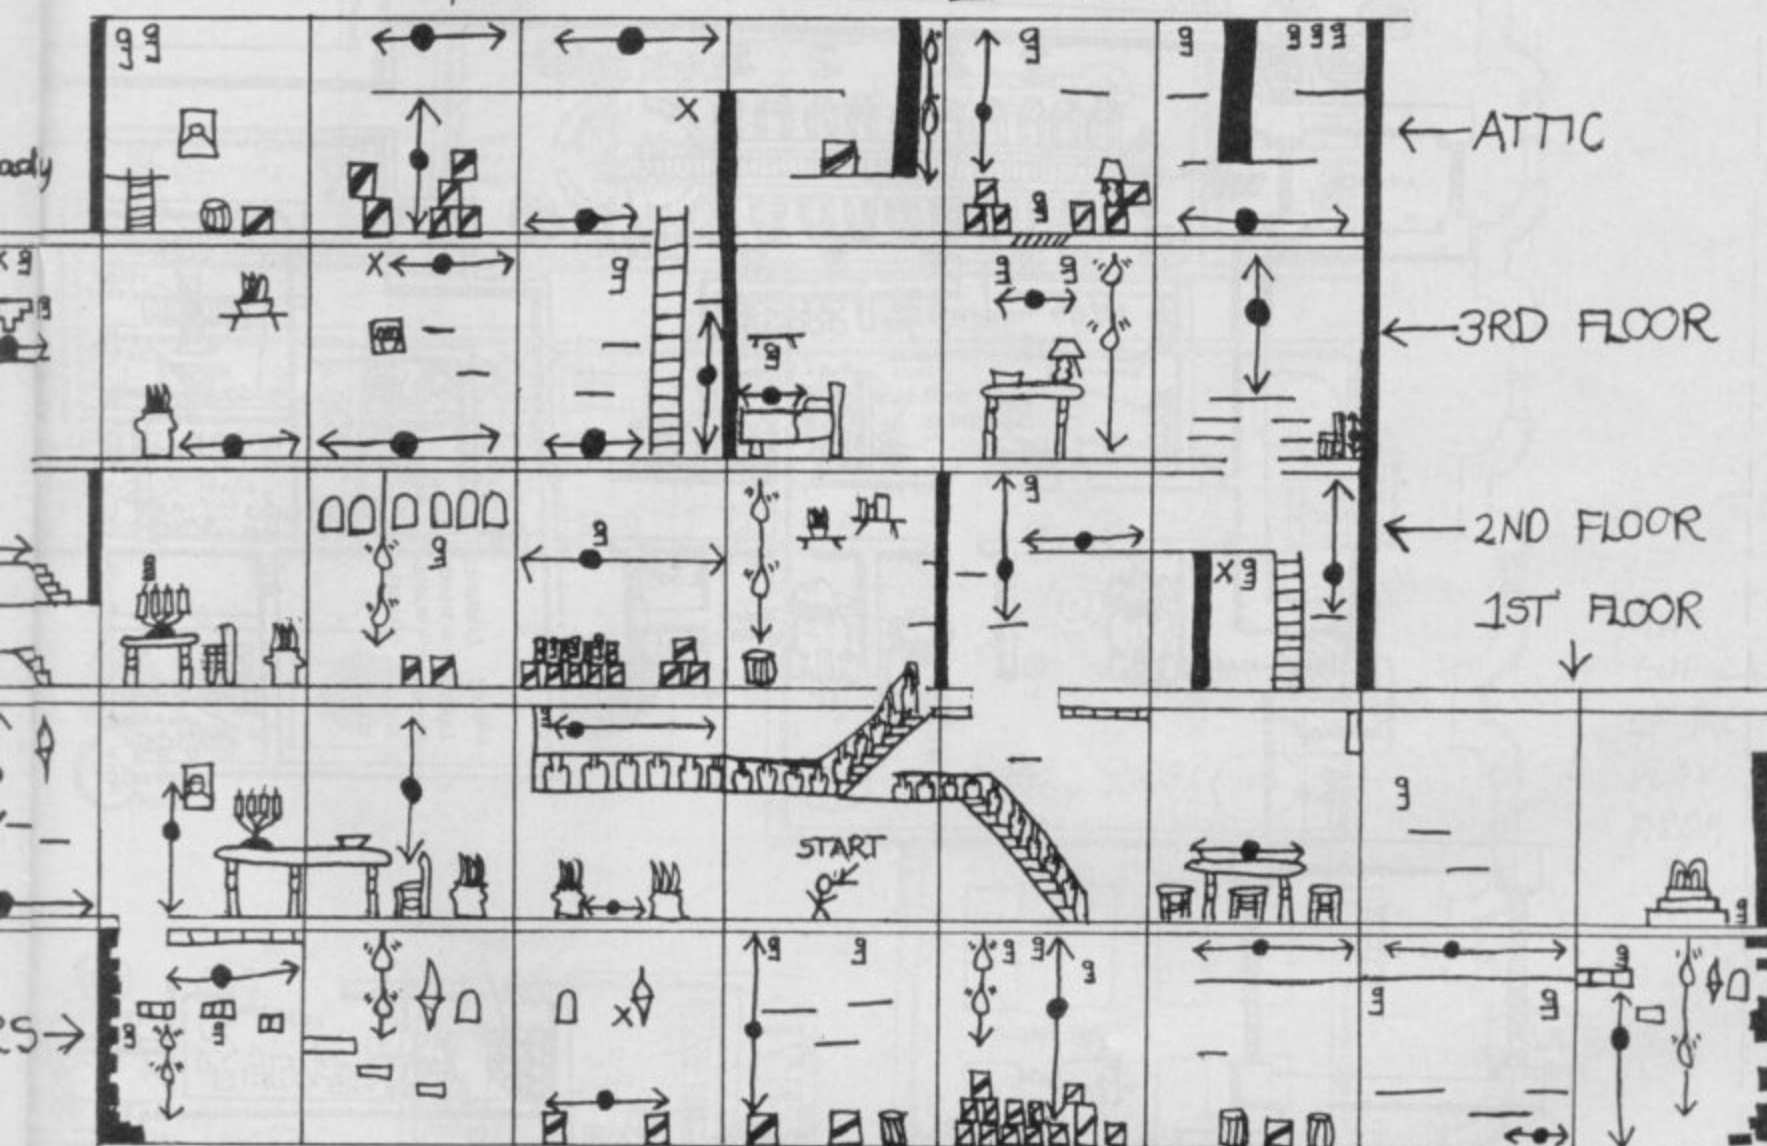 ← ATTIC
← 3RD FLOOR
← 2ND FLOOR
1ST FLOOR
START
X
X
X
X